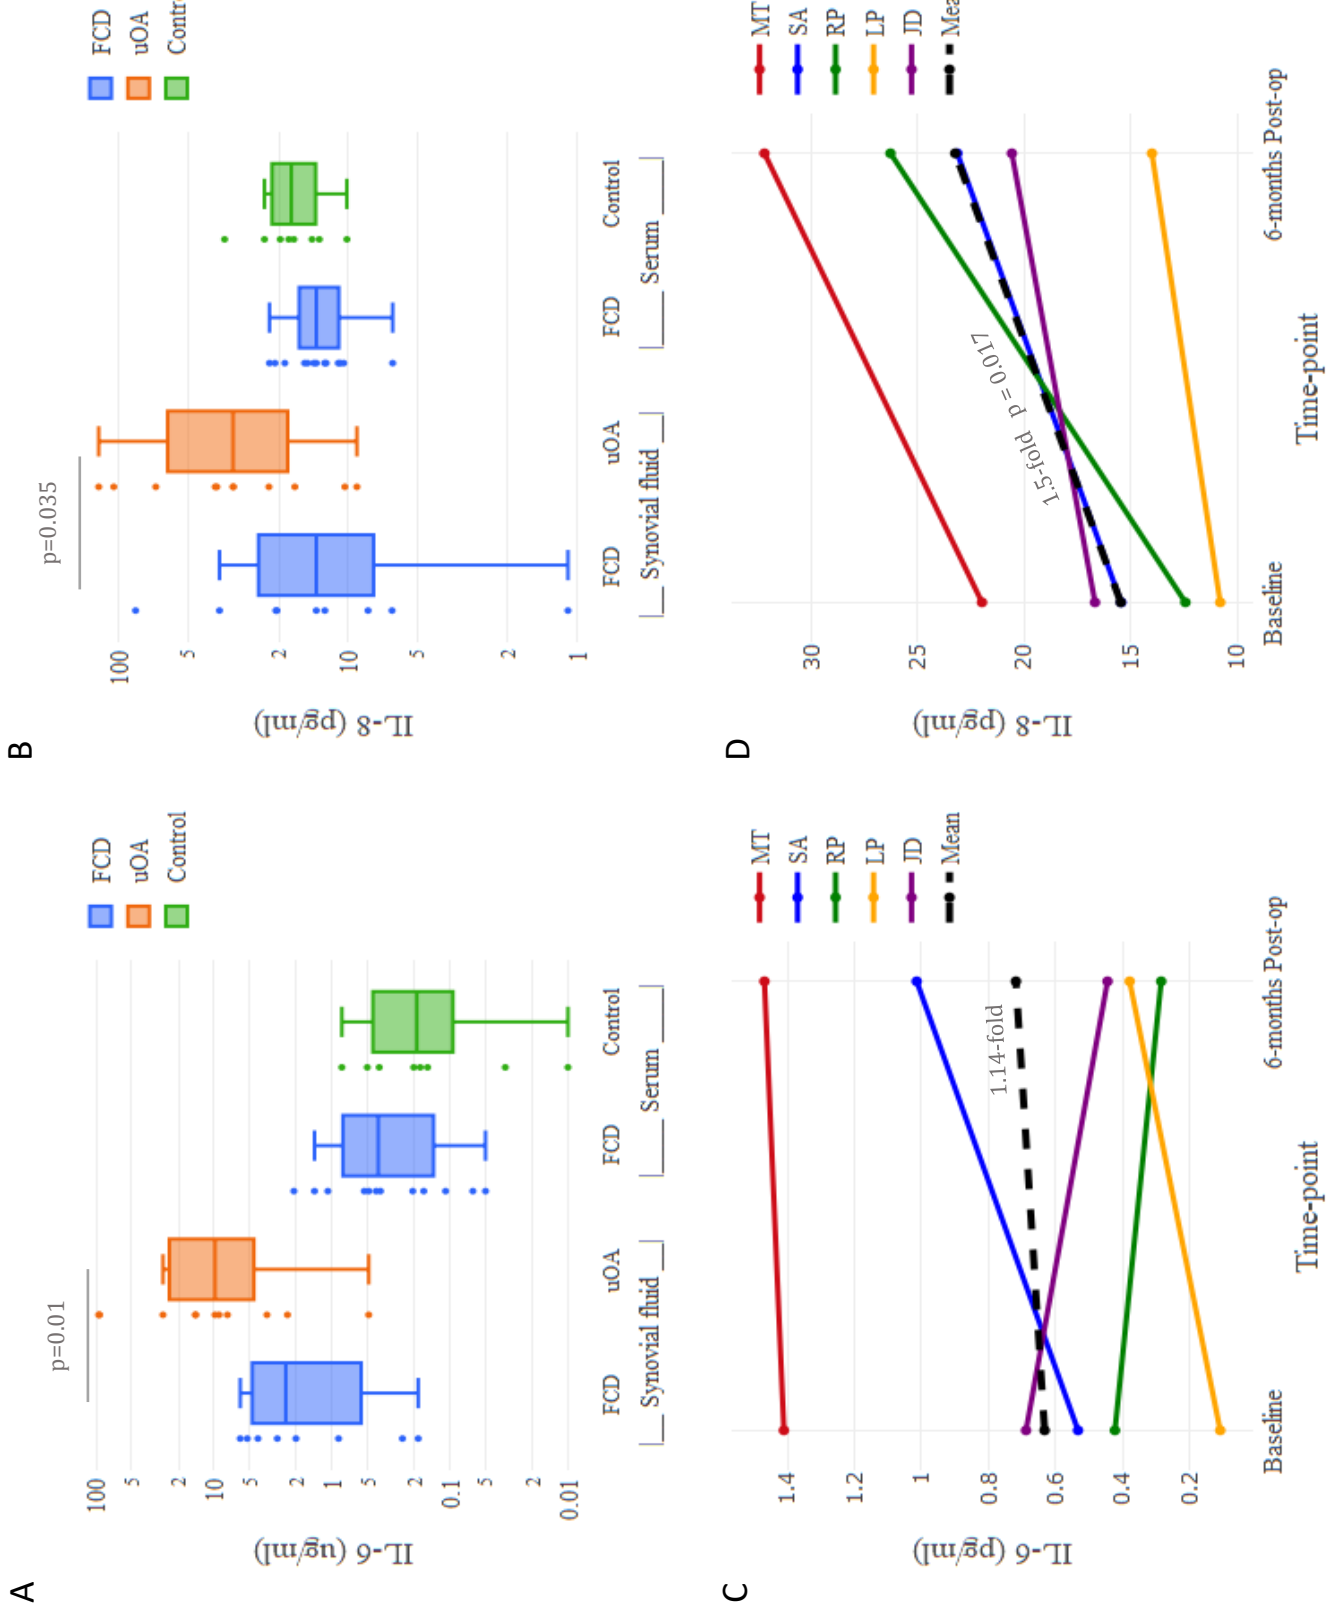 A
p=0.01
FCD
uOA
Control
IL-6 (ug/ml)
100
5
2
10
5
2
1
5
2
0.1
5
2
0.01
FCD
uOA
FCD
Control
Synovial fluid
Serum
B
p=0.035
FCD
uOA
Contr
IL-8 (pg/ml)
100
5
2
10
5
2
1
FCD
uOA
FCD
Control
Synovial fluid
Serum
C
MT
SA
RP
LP
JD
Mean
IL-6 (pg/ml)
1.4
1.2
1
0.8
0.6
0.4
0.2
1.14-fold
Baseline
6-months Post-op
Time-point
D
MT
SA
RP
LP
JD
Mea
IL-8 (pg/ml)
30
25
20
15
10
1.5-fold p = 0.017
Baseline
6-months Post-op
Time-point